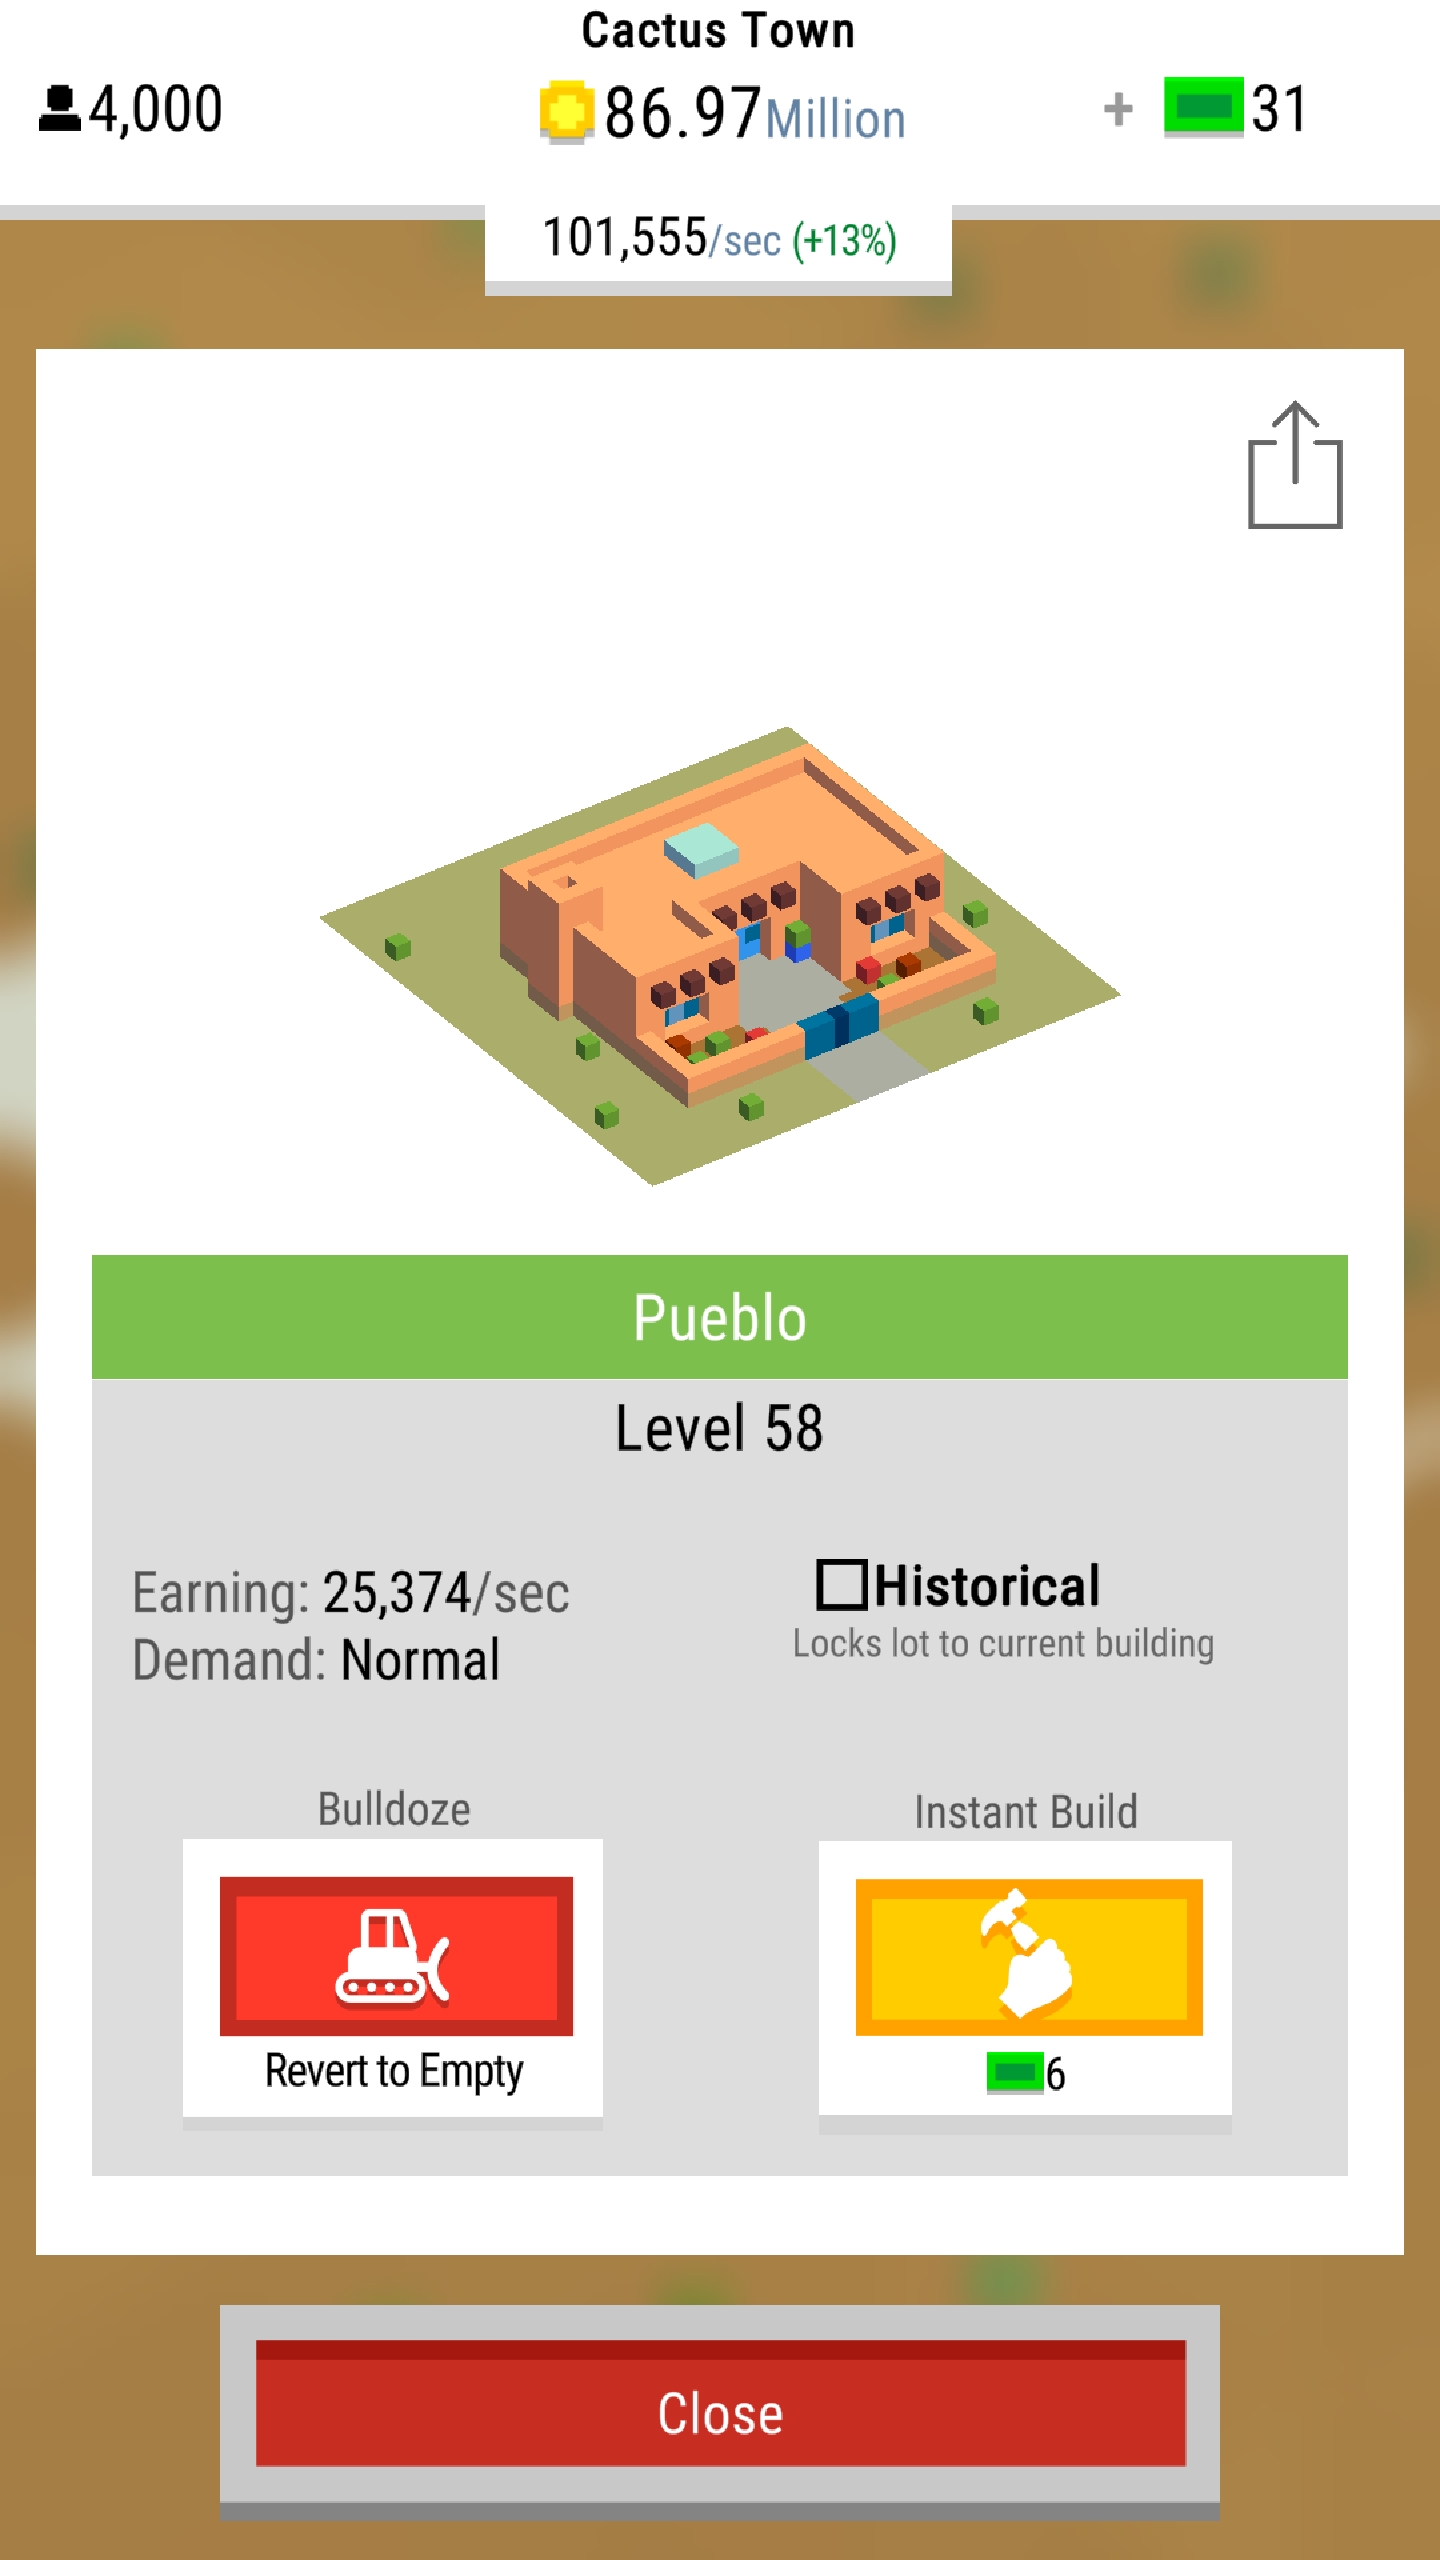 Cactus Town
4,000
86.97Million
+ 31
101,555/sec (+13%)
Pueblo
Level 58
Earning: 25,374/sec
Demand: Normal
Historical
Locks lot to current building
Bulldoze
Revert to Empty
Instant Build
6
Close